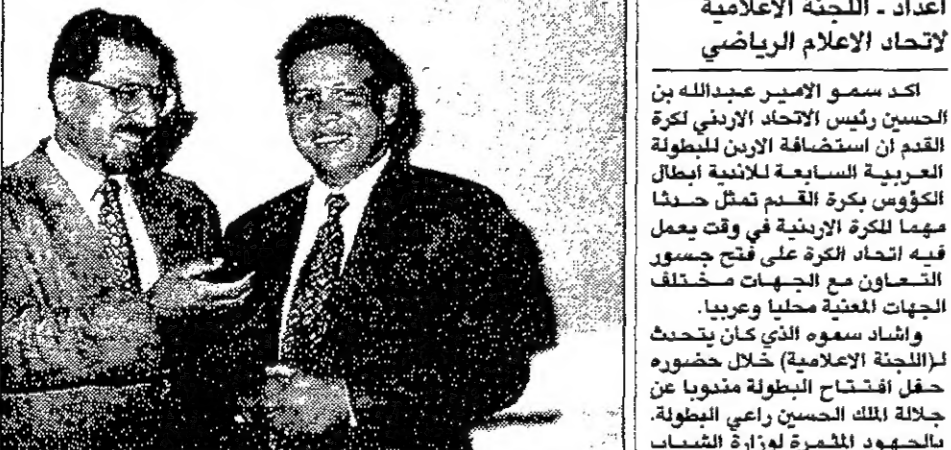 اعداد ـ اللجنة الاعلامية
لاتحاد الاعلام الرياضي
اكد سمو الامير عبدالله بن
الحسين رئيس الاتحاد الاردني لكرة
القدم ان استضافة الاردن للبطولة
العربية السابعة للاندية ابطال
الكؤوس بكرة القدم تمثل حدثا
مهما للكرة الاردنية في وقت يعمل
فيه اتحاد الكرة على فتح جسور
التعاون مع الجهات مختلف
الجهات المعنية محليا وعربيا.
واشاد سموه الذي كان يتحدث
لـ(اللجنة الاعلامية) خلال حضوره
حفل افتتاح البطولة مندوبا عن
جلالة الملك الحسين راعي البطولة.
بالجهود المثمرة لوزارة الشباب